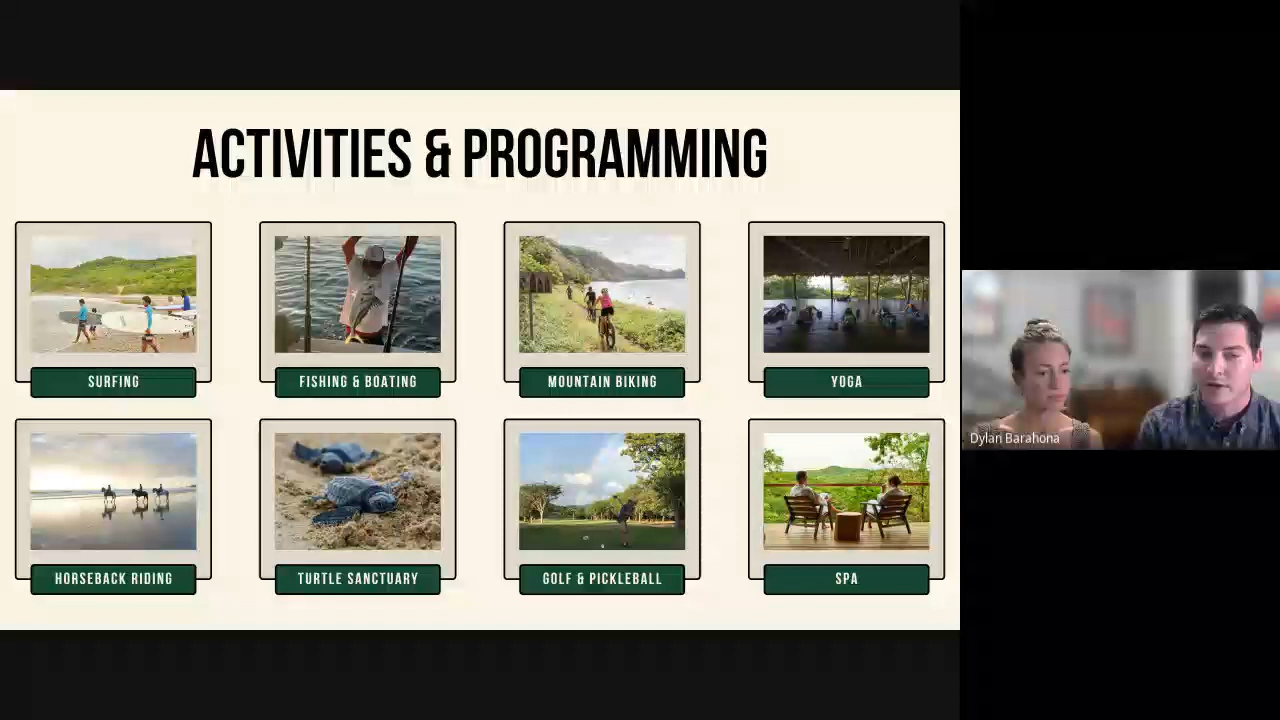 ACTIVITIES & PROGRAMMING
SURFING
FISHING & BOATING
MOUNTAIN BIKING
YOGA
HORSEBACK RIDING
TURTLE SANCTUARY
GOLF & PICKLEBALL
SPA
Dylan Barahona